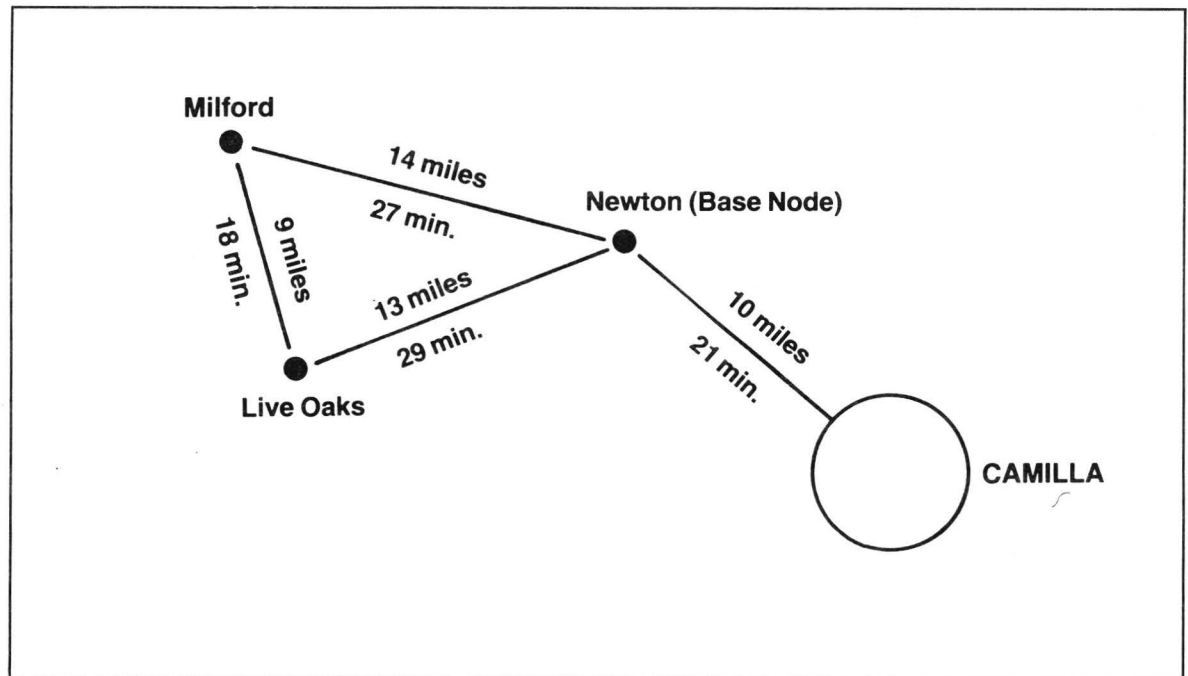 Milford
14 miles
27 min.
Newton (Base Node)
18 min.
9 miles
13 miles
29 min.
Live Oaks
10 miles
21 min.
CAMILLA